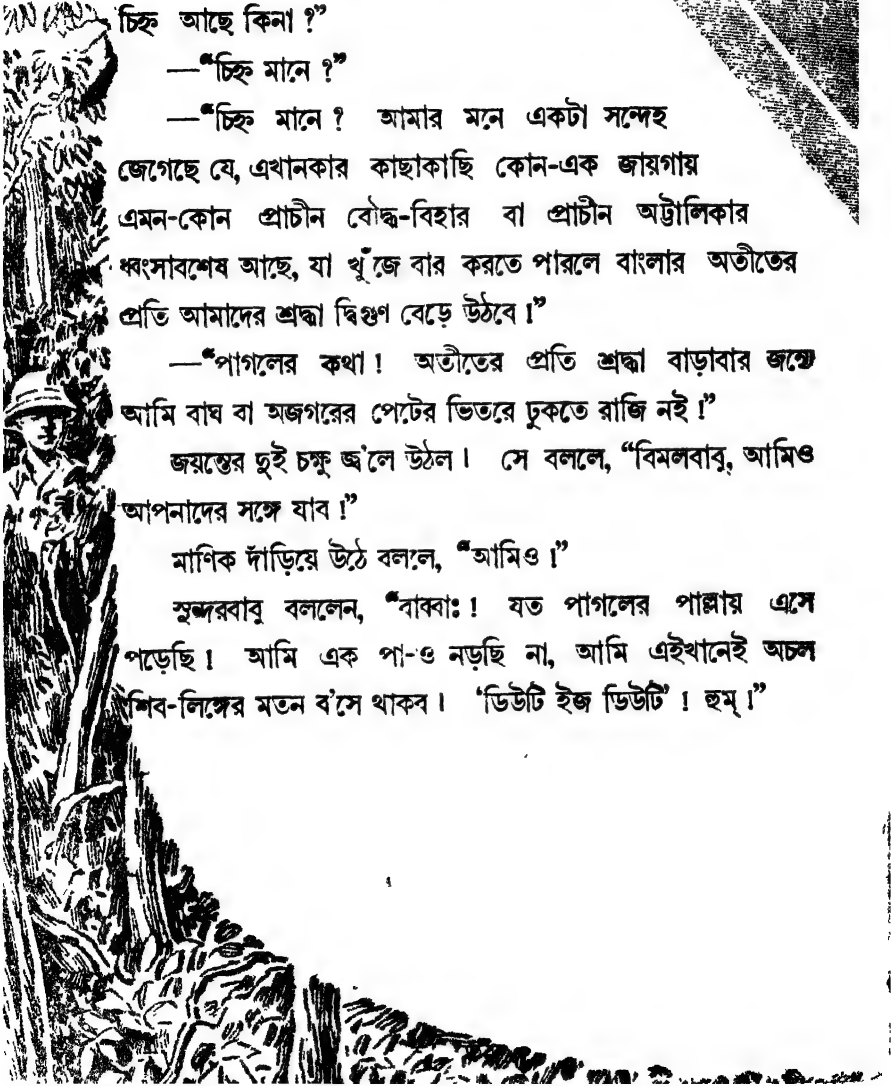 চিহ্ন আছে কিনা ?”
—“চিহ্ন মানে ?”
—“চিহ্ন মানে ? আমার মনে একটা সন্দেহ
জেগেছে যে, এখানকার কাছাকাছি কোন-এক জায়গায়
এমন-কোন প্রাচীন বৌদ্ধ-বিহার বা প্রাচীন অট্টালিকার
ধ্বংসাবশেষ আছে, যা খুঁজে বার করতে পারলে বাংলার অতীতের
প্রতি আমাদের শ্রদ্ধা দ্বিগুণ বেড়ে উঠবে।”
—“পাগলের কথা! অতীতের প্রতি শ্রদ্ধা বাড়াবার জন্যে
আমি বাঘ বা অজগরের পেটের ভিতরে ঢুকতে রাজি নই!”
জয়ন্তের দুই চক্ষু জ্ব’লে উঠল। সে বললে, “বিমলবাবু, আমিও
আপনাদের সঙ্গে যাব!”
মাণিক দাঁড়িয়ে উঠে বললে, “আমিও।”
সুন্দরবাবু বললেন, “বাব্বাঃ! যত পাগলের পাল্লায় এসে
পড়েছি। আমি এক পা-ও নড়ছি না, আমি এইখানেই অচল
শিব-লিঙ্গের মতন ব’সে থাকব। ‘ডিউটি ইজ ডিউটি’! হুম্।”